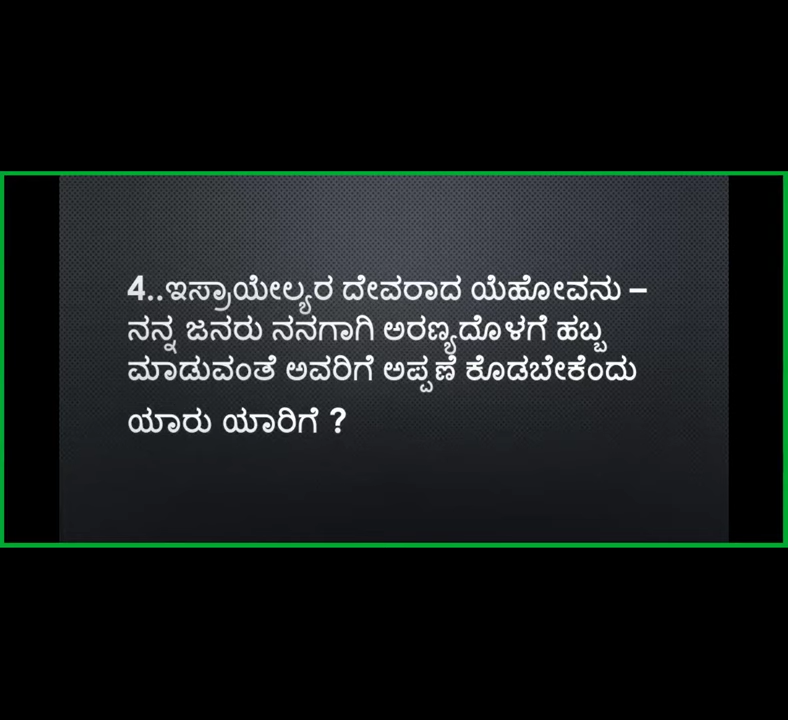 4..ಇಸ್ರಾಯೇಲ್ಯರ ದೇವರಾದ ಯೆಹೋವನು –
ನನ್ನ ಜನರು ನನಗಾಗಿ ಅರಣ್ಯದೊಳಗೆ ಹಬ್ಬ
ಮಾಡುವಂತೆ ಅವರಿಗೆ ಅಪ್ಪಣೆ ಕೊಡಬೇಕೆಂದು
ಯಾರು ಯಾರಿಗೆ ?